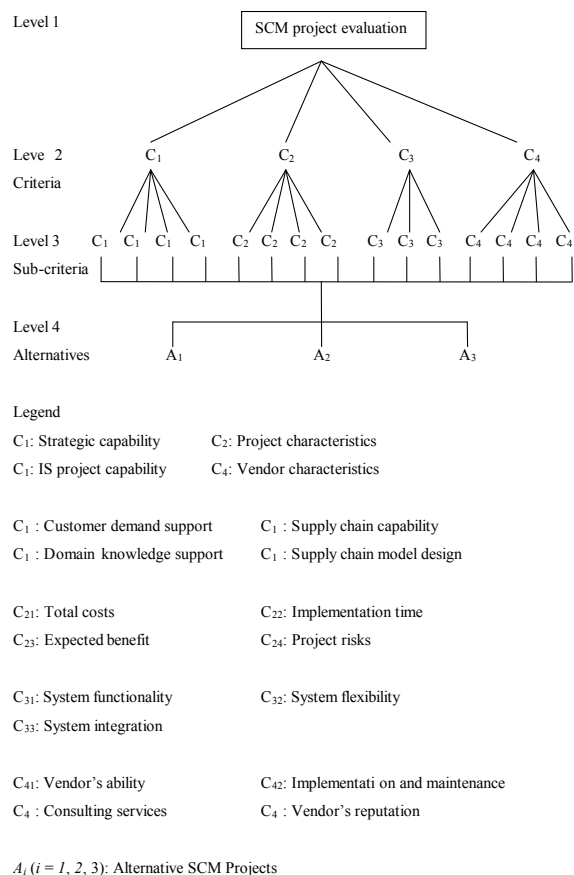 Level 1
SCM project evaluation
Leve 2
C₁ C₂ C₃ C₄
Criteria
Level 3 C₁ C₁ C₁ C₁ C₂ C₂ C₂ C₂ C₃ C₃ C₃ C₄ C₄ C₄ C₄
Sub-criteria
Level 4
Alternatives A₁ A₂ A₃
Legend
C₁: Strategic capability C₂: Project characteristics
C₁: IS project capability C₄: Vendor characteristics
C₁ : Customer demand support C₁ : Supply chain capability
C₁ : Domain knowledge support C₁ : Supply chain model design
C₂₁: Total costs C₂₂: Implementation time
C₂₃: Expected benefit C₂₄: Project risks
C₃₁: System functionality C₃₂: System flexibility
C₃₃: System integration
C₄₁: Vendor’s ability C₄₂: Implementati on and maintenance
C₄ : Consulting services C₄ : Vendor’s reputation
Aᵢ (i = 1, 2, 3): Alternative SCM Projects